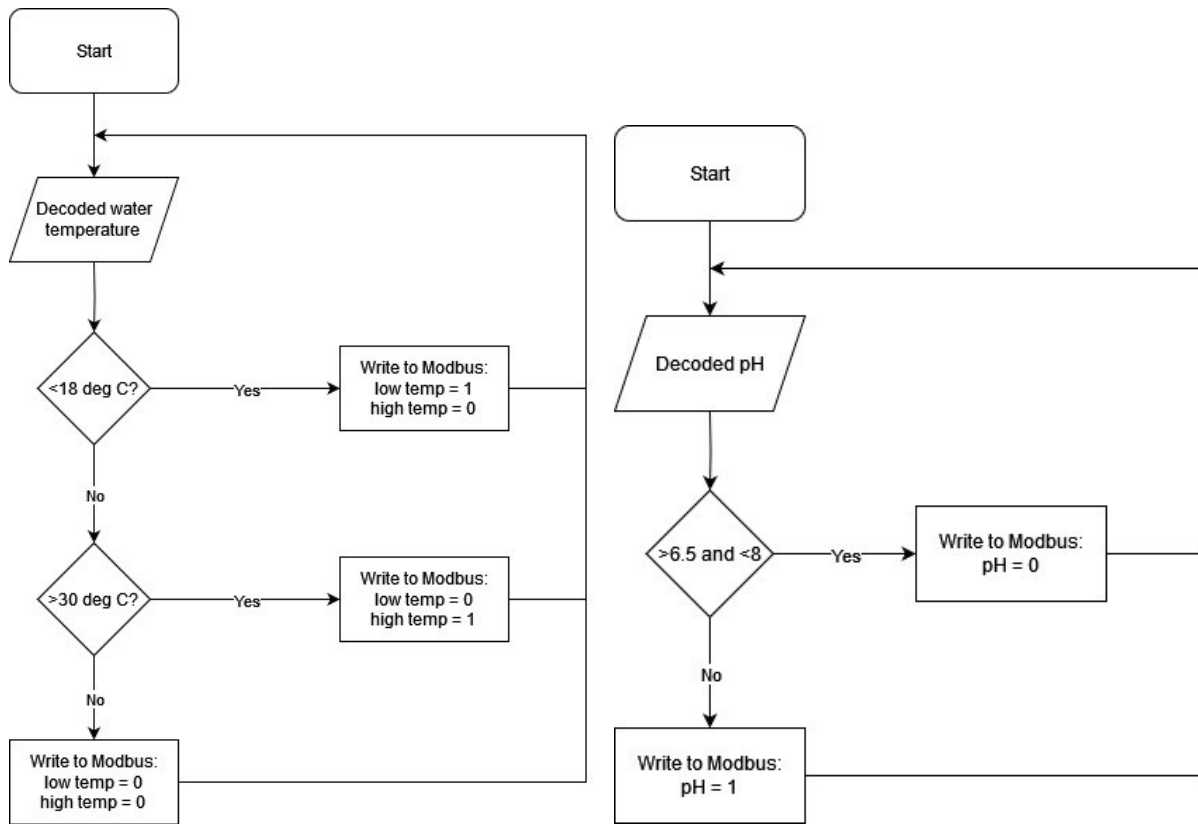 Start
Decoded water
temperature
<18 deg C?
Yes
Write to Modbus:
low temp = 1
high temp = 0
No
>30 deg C?
Yes
Write to Modbus:
low temp = 0
high temp = 1
No
Write to Modbus:
low temp = 0
high temp = 0
Start
Decoded pH
>6.5 and <8
Yes
Write to Modbus:
pH = 0
No
Write to Modbus:
pH = 1